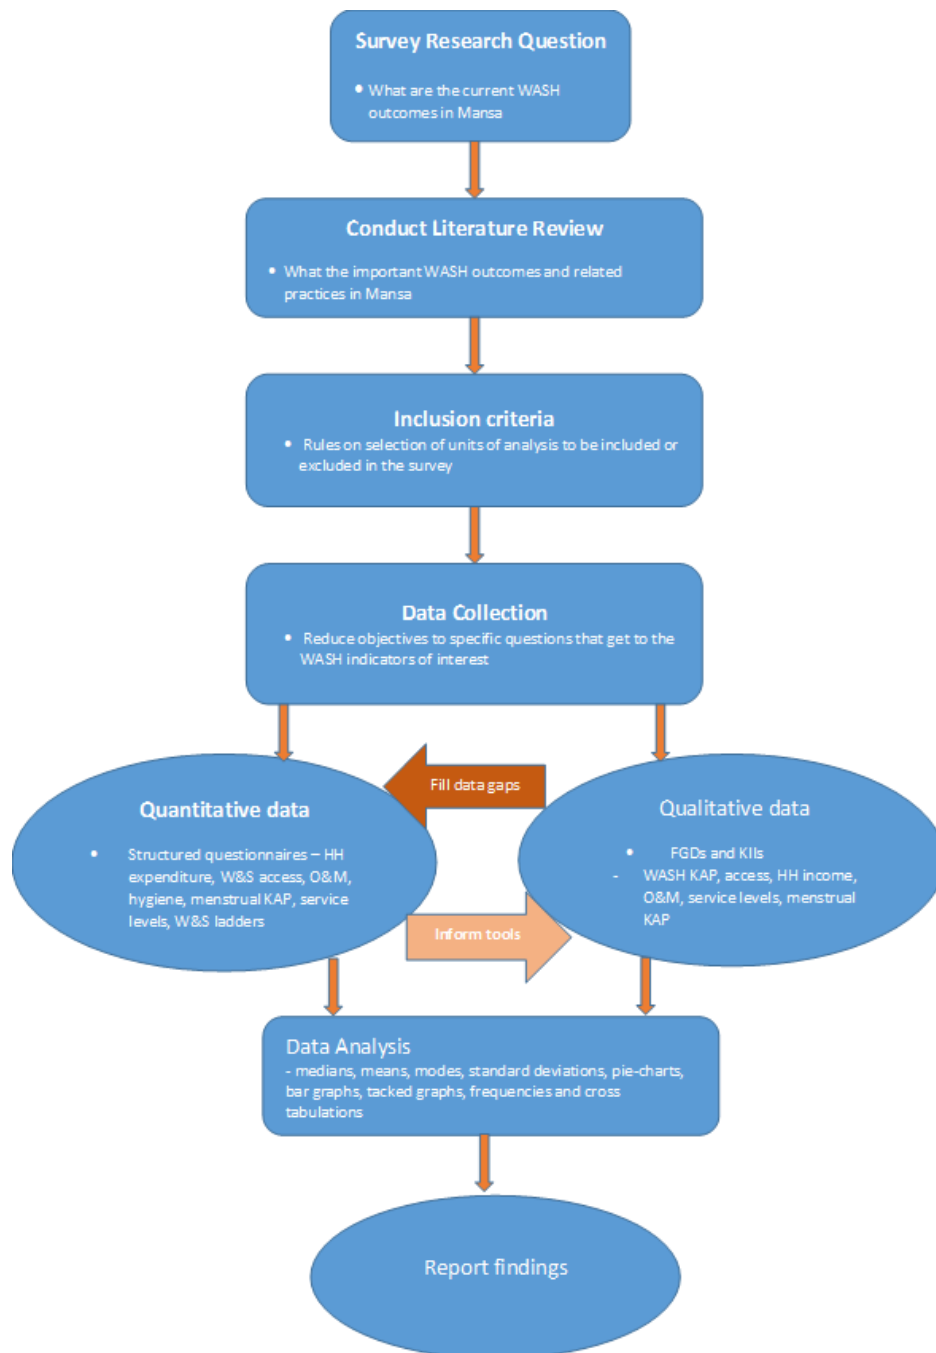 Survey Research Question
• What are the current WASH
outcomes in Mansa
Conduct Literature Review
• What the important WASH outcomes and related
practices in Mansa
Inclusion criteria
• Rules on selection of units of analysis to be included or
excluded in the survey
Data Collection
• Reduce objectives to specific questions that get to the
WASH indicators of interest
Fill data gaps
Quantitative data
• Structured questionnaires – HH
expenditure, W&S access, O&M,
hygiene, menstrual KAP, service
levels, W&S ladders
Qualitative data
• FGDs and KIIs
- WASH KAP, access, HH income,
O&M, service levels, menstrual
KAP
Inform tools
Data Analysis
- medians, means, modes, standard deviations, pie-charts,
bar graphs, tacked graphs, frequencies and cross
tabulations
Report findings